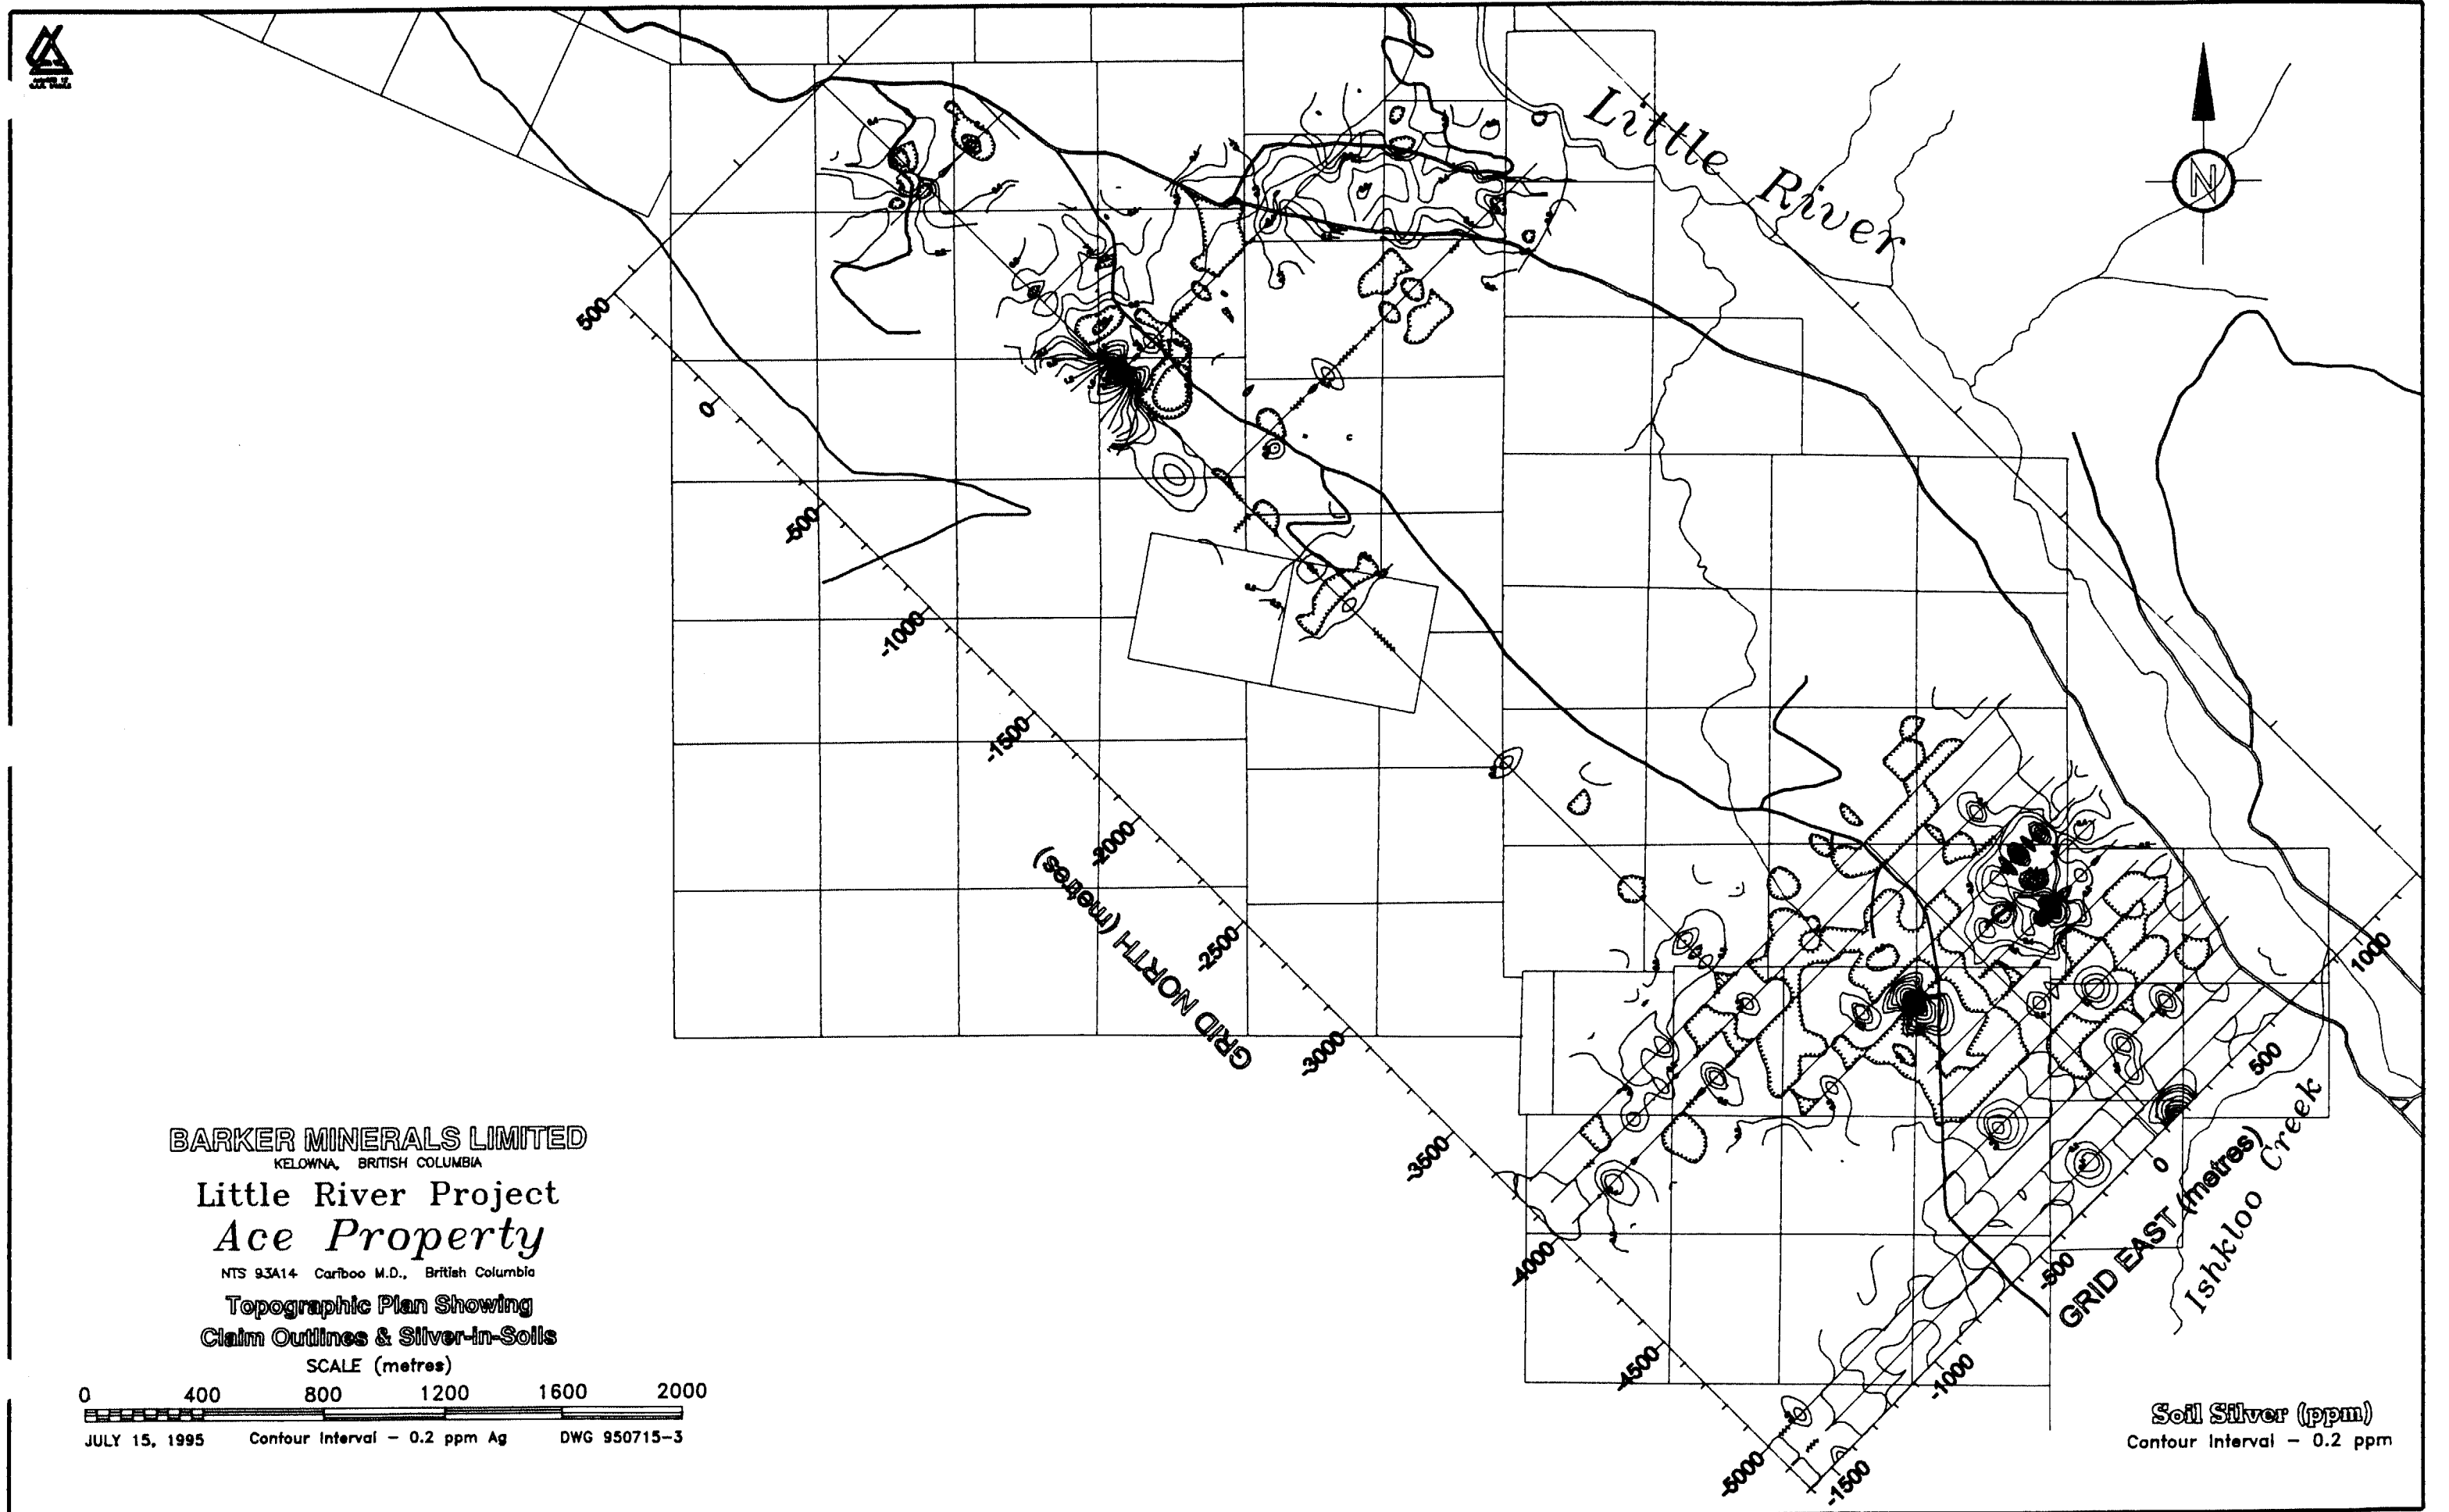 Little River
N
500
0
-500
-1000
-1500
-2000
-2500
-3000
-3500
-4000
-4500
-5000
GRID NORTH (metres)
1000
500
0
-500
-1000
-1500
GRID EAST (metres)
Ishkloo Creek
BARKER MINERALS LIMITED
KELOWNA, BRITISH COLUMBIA
Little River Project
Ace Property
NTS 93A14 Cariboo M.D., British Columbia
Topographic Plan Showing
Claim Outlines & Silver-in-Soils
SCALE (metres)
0 400 800 1200 1600 2000
JULY 15, 1995 Contour Interval - 0.2 ppm Ag DWG 950715-3
Soil Silver (ppm)
Contour Interval - 0.2 ppm